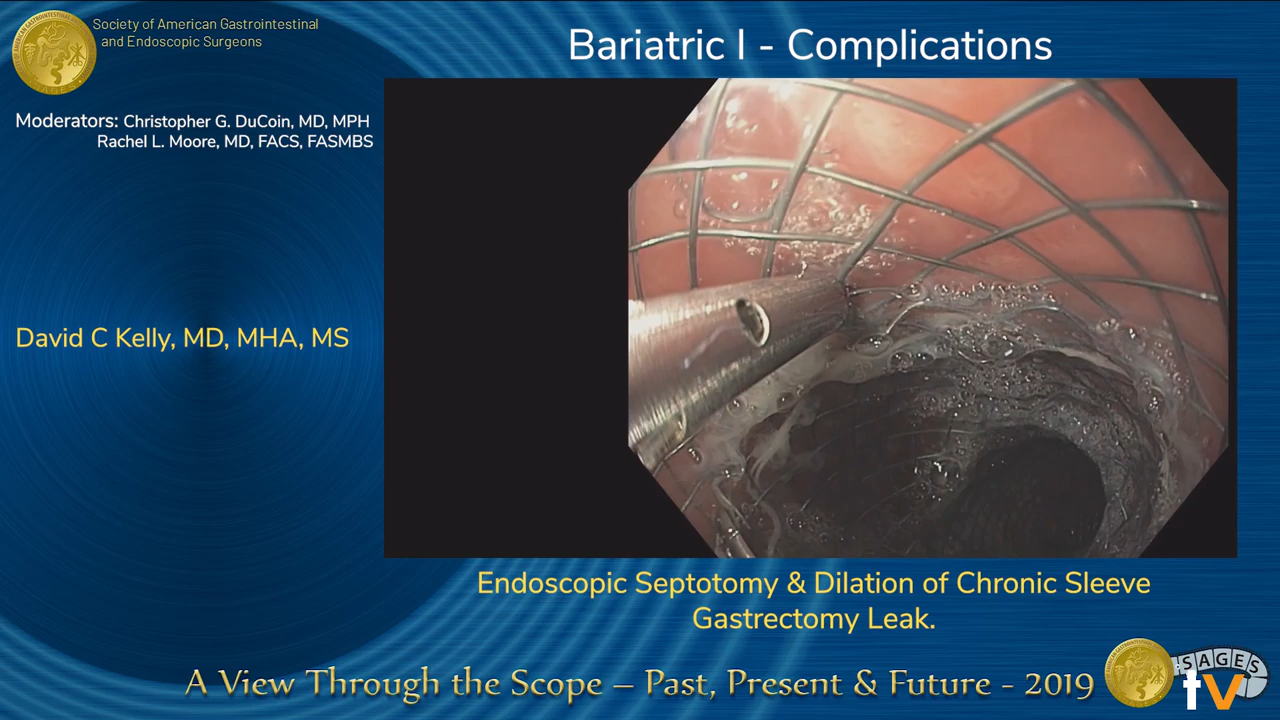 Society of American Gastrointestinal
and Endoscopic Surgeons
Bariatric I - Complications
Moderators: Christopher G. DuCoin, MD, MPH
Rachel L. Moore, MD, FACS, FASMBS
David C Kelly, MD, MHA, MS
Endoscopic Septotomy & Dilation of Chronic Sleeve
Gastrectomy Leak.
A View Through the Scope – Past, Present & Future - 2019
SAGES
tv